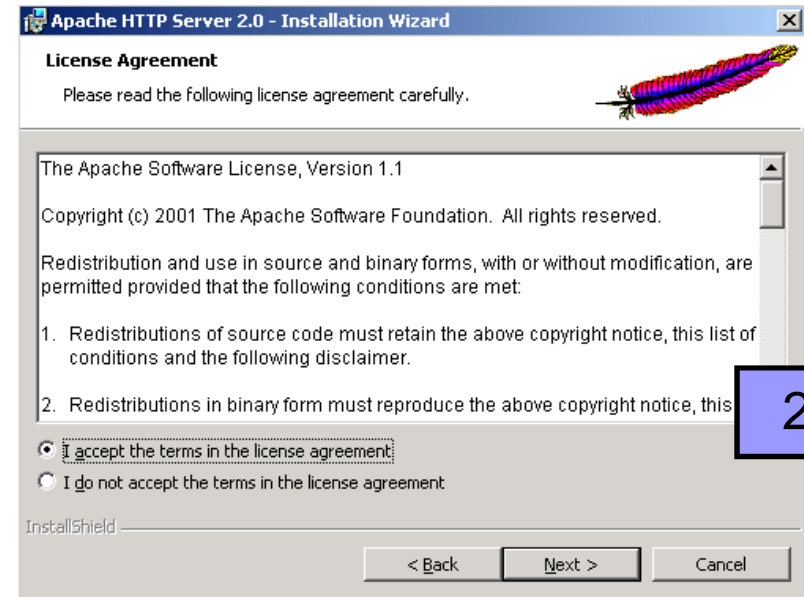 Apache HTTP Server 2.0 - Installation Wizard
License Agreement
Please read the following license agreement carefully.
The Apache Software License, Version 1.1
Copyright (c) 2001 The Apache Software Foundation. All rights reserved.
Redistribution and use in source and binary forms, with or without modification, are
permitted provided that the following conditions are met:
1. Redistributions of source code must retain the above copyright notice, this list of
conditions and the following disclaimer.
2. Redistributions in binary form must reproduce the above copyright notice, this
2
I accept the terms in the license agreement
I do not accept the terms in the license agreement
InstallShield
< Back Next > Cancel